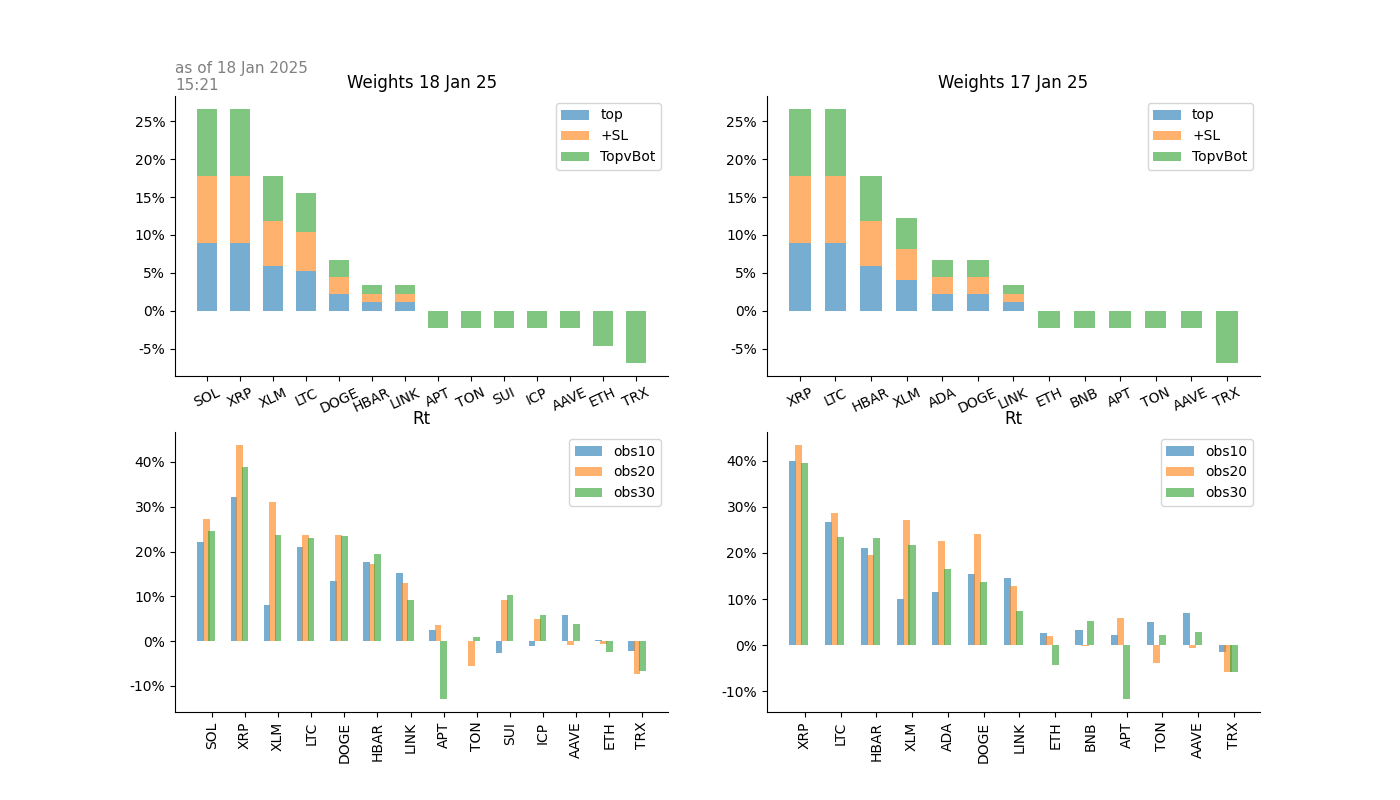 as of 18 Jan 2025
15:21
Weights 18 Jan 25
25%
20%
15%
10%
5%
0%
-5%
top
+SL
TopvBot
SOL XRP XLM LTC DOGE HBAR LINK APT TON SUI ICP AAVE ETH TRX
Weights 17 Jan 25
25%
20%
15%
10%
5%
0%
-5%
top
+SL
TopvBot
XRP LTC HBAR XLM ADA DOGE LINK ETH BNB APT TON AAVE TRX
Rt
40%
30%
20%
10%
0%
-10%
obs10
obs20
obs30
SOL XRP XLM LTC DOGE HBAR LINK APT TON SUI ICP AAVE ETH TRX
Rt
40%
30%
20%
10%
0%
-10%
obs10
obs20
obs30
XRP LTC HBAR XLM ADA DOGE LINK ETH BNB APT TON AAVE TRX